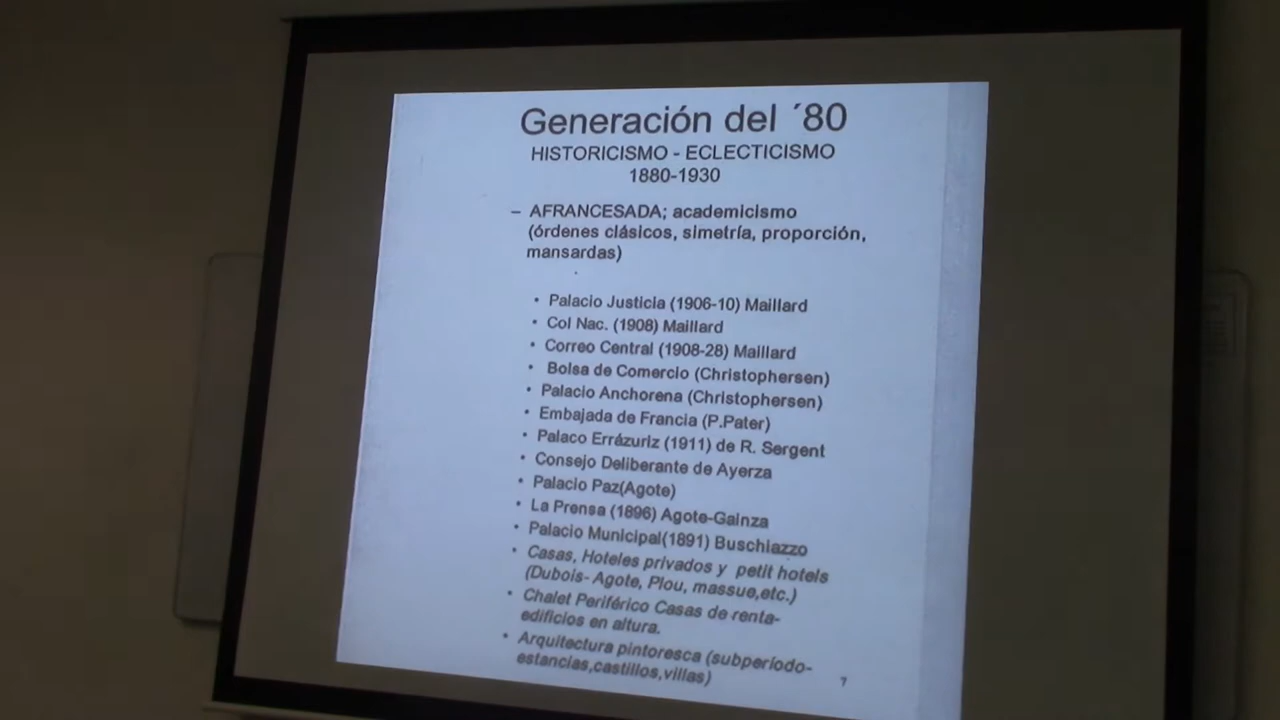 Generación del ´80
HISTORICISMO - ECLECTICISMO
1880-1930
– AFRANCESADA; academicismo
(órdenes clásicos, simetría, proporción,
mansardas)
• Palacio Justicia (1906-10) Maillard
• Col Nac. (1908) Maillard
• Correo Central (1908-28) Maillard
• Bolsa de Comercio (Christophersen)
• Palacio Anchorena (Christophersen)
• Embajada de Francia (P.Pater)
• Palaco Errázuriz (1911) de R. Sergent
• Consejo Deliberante de Ayerza
• Palacio Paz(Agote)
• La Prensa (1896) Agote-Gainza
• Palacio Municipal(1891) Buschiazzo
• Casas, Hoteles privados y petit hotels
(Dubois- Agote, Plou, massue,etc.)
• Chalet Periférico Casas de renta-
edificios en altura.
• Arquitectura pintoresca (subperíodo-
estancias,castillos,villas)
7